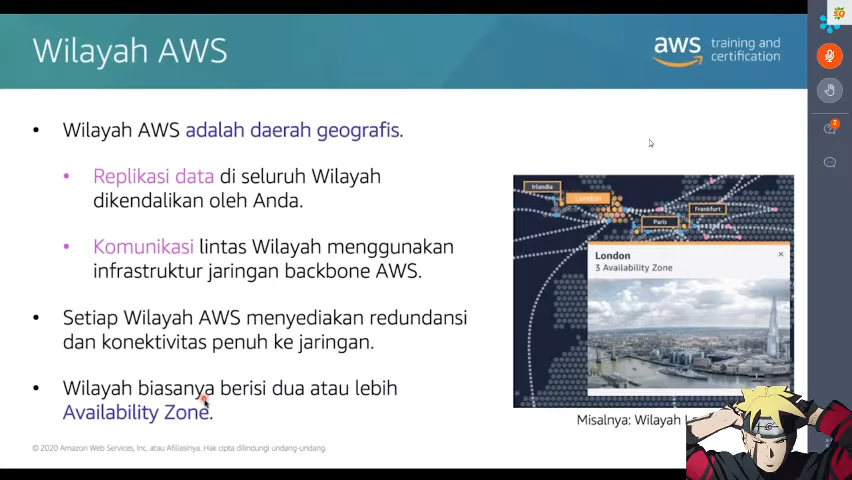 Wilayah AWS
aws training and
certification
• Wilayah AWS adalah daerah geografis.
• Replikasi data di seluruh Wilayah
dikendalikan oleh Anda.
• Komunikasi lintas Wilayah menggunakan
infrastruktur jaringan backbone AWS.
• Setiap Wilayah AWS menyediakan redundansi
dan konektivitas penuh ke jaringan.
• Wilayah biasanya berisi dua atau lebih
Availability Zone.
Irlandia
London
Paris
Frankfurt
London
3 Availability Zone
Misalnya: Wilayah
© 2020 Amazon Web Services, Inc. atau Afiliasinya. Hak cipta dilindungi undang-undang.
2